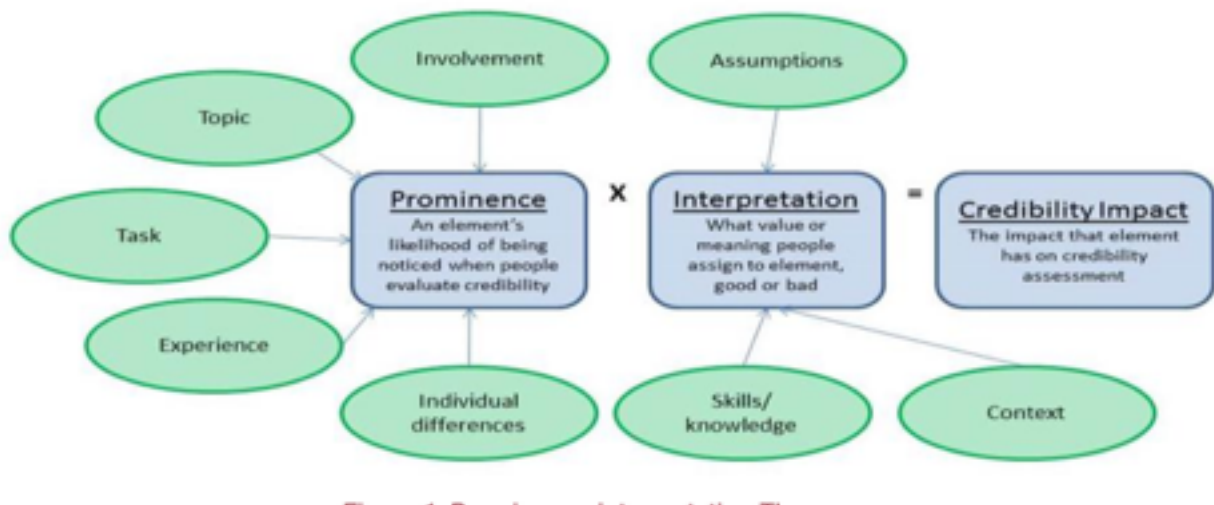 Involvement
Assumptions
Topic
Prominence
An element's
likelihood of being
noticed when people
evaluate credibility
x
Interpretation
What value or
meaning people
assign to element,
good or bad
=
Credibility Impact
The impact that element
has on credibility
assessment
Task
Experience
Individual
differences
Skills/
knowledge
Context